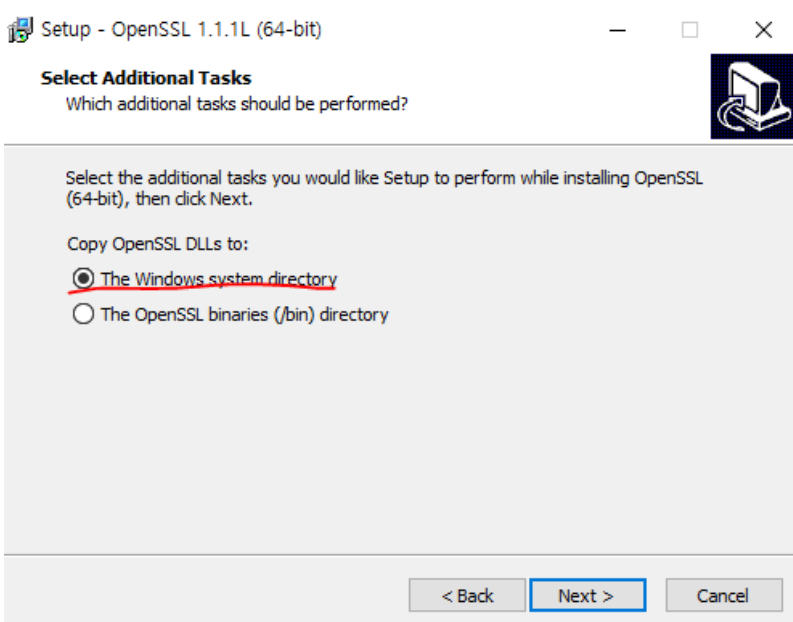 Setup - OpenSSL 1.1.1L (64-bit)
Select Additional Tasks
Which additional tasks should be performed?
Select the additional tasks you would like Setup to perform while installing OpenSSL
(64-bit), then click Next.
Copy OpenSSL DLLs to:
The Windows system directory
The OpenSSL binaries (/bin) directory
< Back Next > Cancel